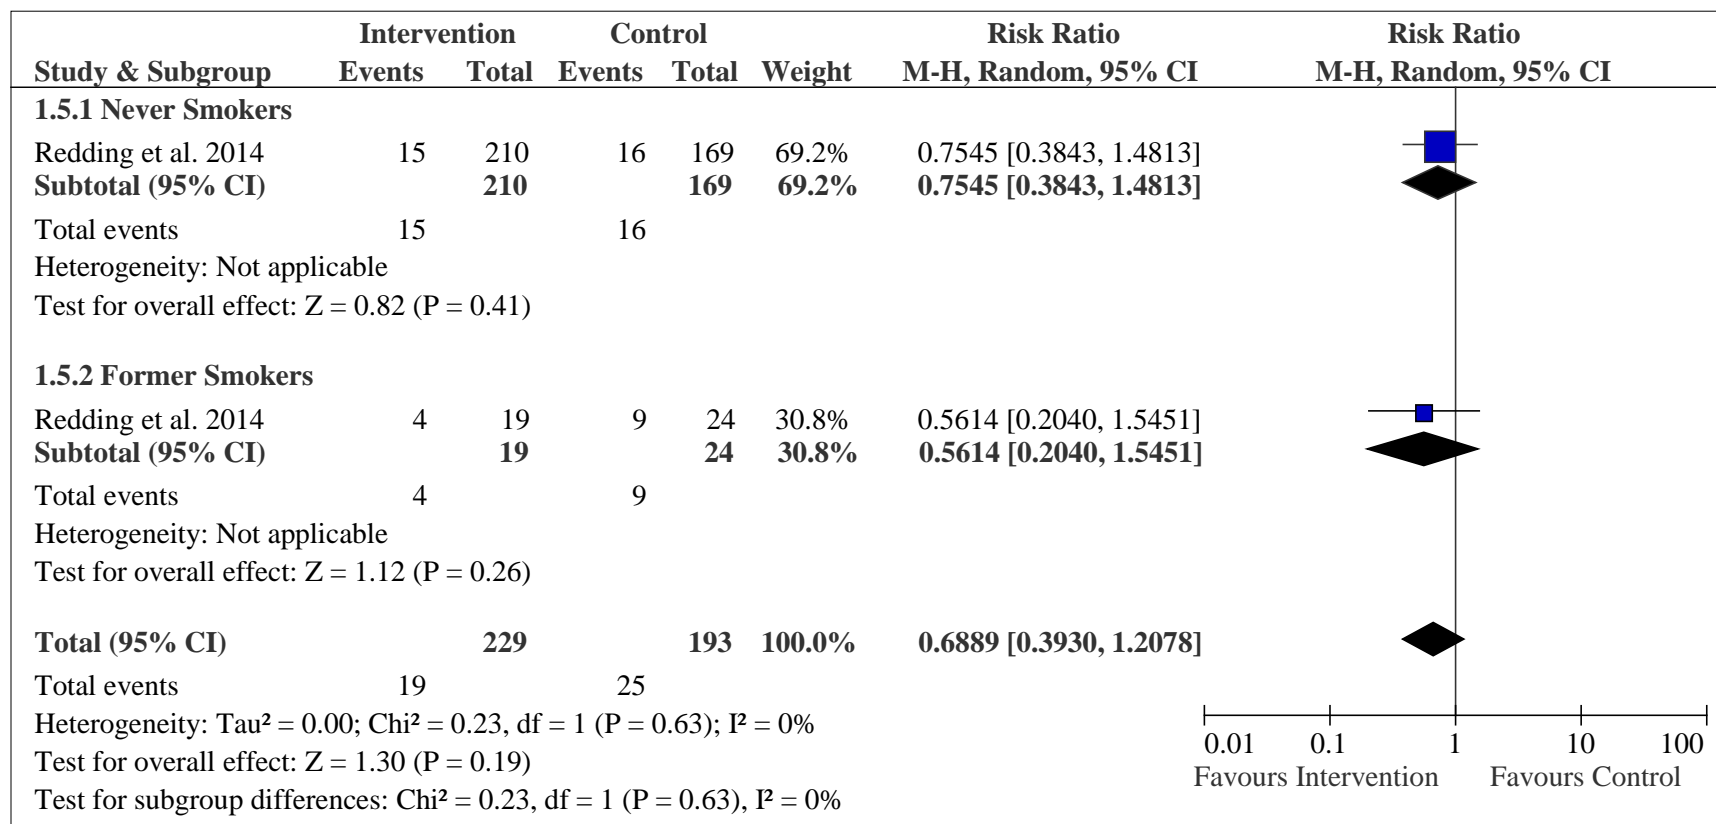 Intervention Control Risk Ratio Risk Ratio
Study & Subgroup Events Total Events Total Weight M-H, Random, 95% CI M-H, Random, 95% CI
1.5.1 Never Smokers
Redding et al. 2014 15 210 16 169 69.2% 0.7545 [0.3843, 1.4813]
Subtotal (95% CI) 210 169 69.2% 0.7545 [0.3843, 1.4813]
Total events 15 16
Heterogeneity: Not applicable
Test for overall effect: Z = 0.82 (P = 0.41)
1.5.2 Former Smokers
Redding et al. 2014 4 19 9 24 30.8% 0.5614 [0.2040, 1.5451]
Subtotal (95% CI) 19 24 30.8% 0.5614 [0.2040, 1.5451]
Total events 4 9
Heterogeneity: Not applicable
Test for overall effect: Z = 1.12 (P = 0.26)
Total (95% CI) 229 193 100.0% 0.6889 [0.3930, 1.2078]
Total events 19 25
Heterogeneity: Tau² = 0.00; Chi² = 0.23, df = 1 (P = 0.63); I² = 0%
Test for overall effect: Z = 1.30 (P = 0.19)
Test for subgroup differences: Chi² = 0.23, df = 1 (P = 0.63), I² = 0%
0.01 0.1 1 10 100
Favours Intervention Favours Control